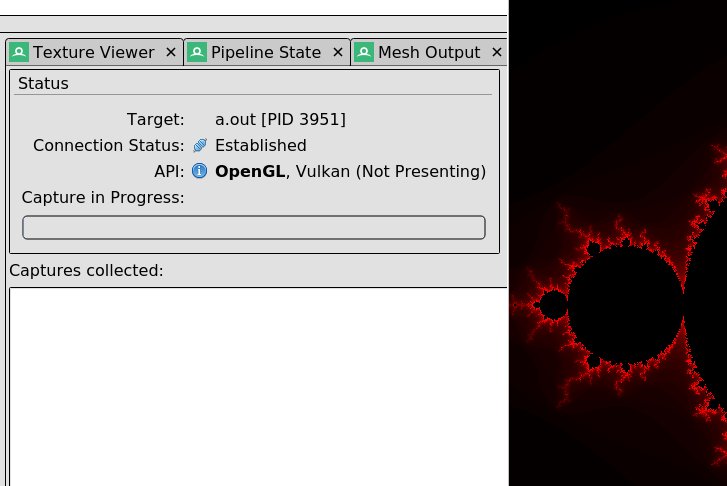 Texture Viewer ✕ Pipeline State ✕ Mesh Output ✕
Status
Target: a.out [PID 3951]
Connection Status: Established
API: OpenGL, Vulkan (Not Presenting)
Capture in Progress:
Captures collected: